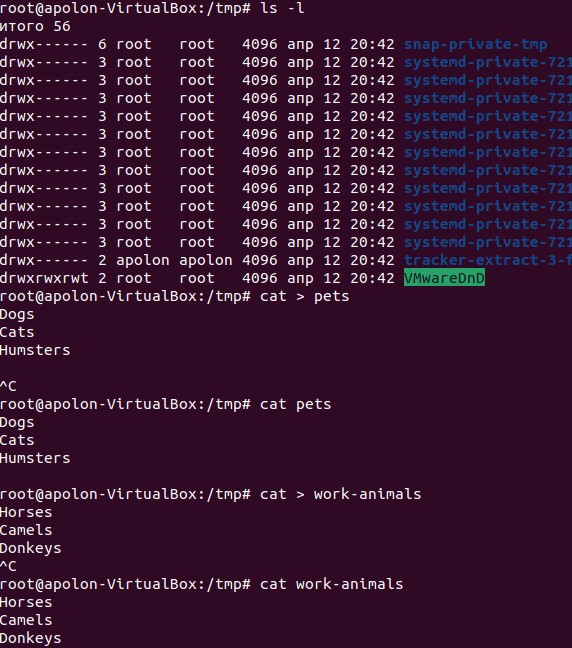 root@apolon-VirtualBox:/tmp# ls -l
итого 56
drwx------ 6 root   root   4096 апр 12 20:42 snap-private-tmp
drwx------ 3 root   root   4096 апр 12 20:42 systemd-private-721
drwx------ 3 root   root   4096 апр 12 20:42 systemd-private-721
drwx------ 3 root   root   4096 апр 12 20:42 systemd-private-721
drwx------ 3 root   root   4096 апр 12 20:42 systemd-private-721
drwx------ 3 root   root   4096 апр 12 20:42 systemd-private-721
drwx------ 3 root   root   4096 апр 12 20:42 systemd-private-721
drwx------ 3 root   root   4096 апр 12 20:42 systemd-private-721
drwx------ 3 root   root   4096 апр 12 20:42 systemd-private-721
drwx------ 3 root   root   4096 апр 12 20:42 systemd-private-721
drwx------ 3 root   root   4096 апр 12 20:42 systemd-private-721
drwx------ 3 root   root   4096 апр 12 20:42 systemd-private-721
drwx------ 2 apolon apolon 4096 апр 12 20:42 tracker-extract-3-f
drwxrwxrwt 2 root   root   4096 апр 12 20:42 VMwareDnD
root@apolon-VirtualBox:/tmp# cat > pets
Dogs
Cats
Humsters
^C
root@apolon-VirtualBox:/tmp# cat pets
Dogs
Cats
Humsters
root@apolon-VirtualBox:/tmp# cat > work-animals
Horses
Camels
Donkeys
^C
root@apolon-VirtualBox:/tmp# cat work-animals
Horses
Camels
Donkeys